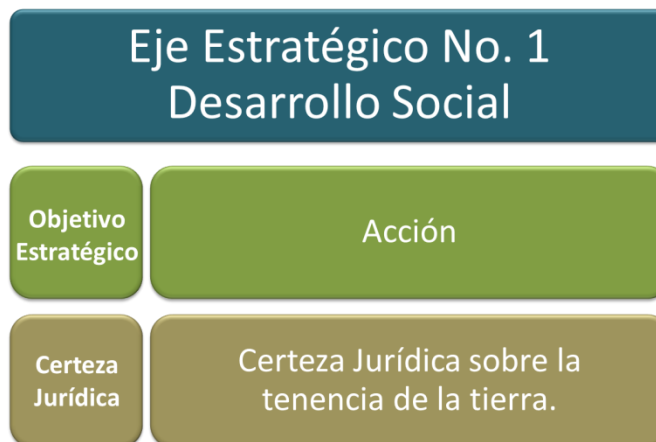 Eje Estratégico No. 1
Desarrollo Social
Objetivo
Estratégico
Acción
Certeza
Jurídica
Certeza Jurídica sobre la
tenencia de la tierra.